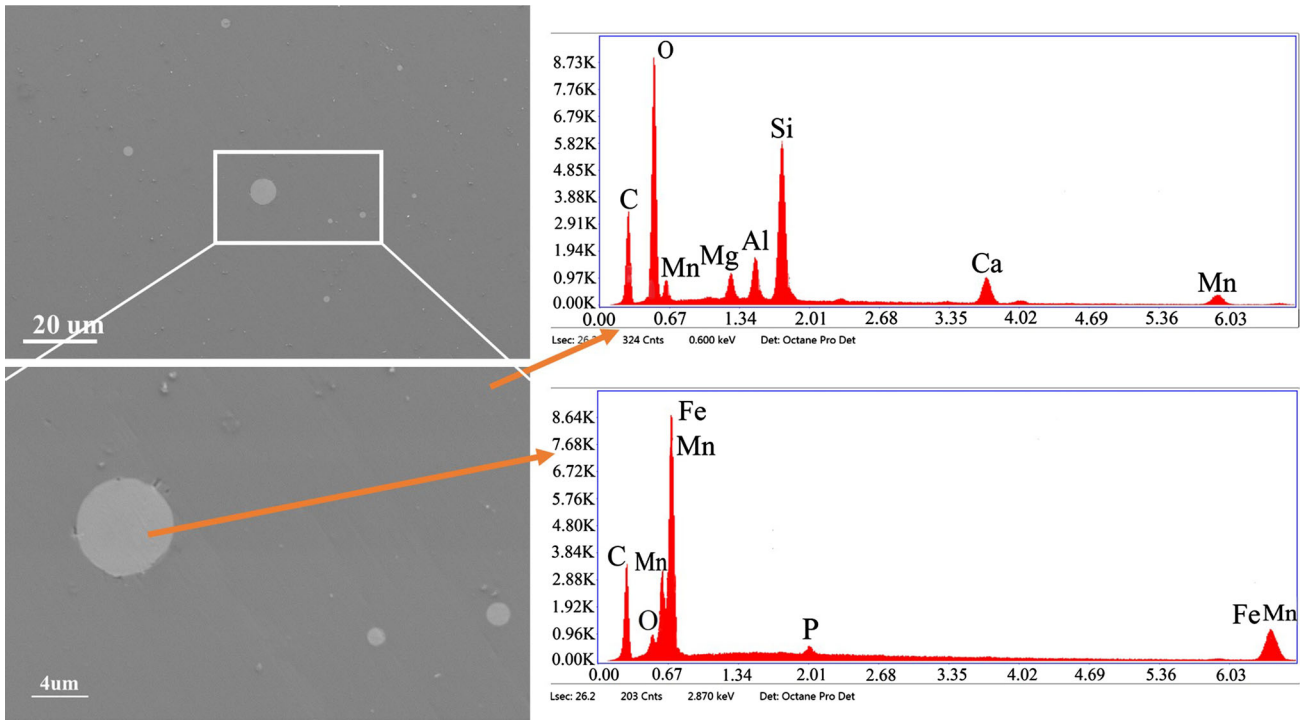 20 um
4um
8.73K
7.76K
6.79K
5.82K
4.85K
3.88K
2.91K
1.94K
0.97K
0.00K
O
Si
C
Al
Mg
Mn
Ca
Mn
0.00 0.67 1.34 2.01 2.68 3.35 4.02 4.69 5.36 6.03
Lsec: 324 Cnts 0.600 keV Det: Octane Pro Det
8.64K
7.68K
6.72K
5.76K
4.80K
3.84K
2.88K
1.92K
0.96K
0.00K
Fe
Mn
C
Mn
O
P
FeMn
0.00 0.67 1.34 2.01 2.68 3.35 4.02 4.69 5.36 6.03
Lsec: 26.2 203 Cnts 2.870 keV Det: Octane Pro Det